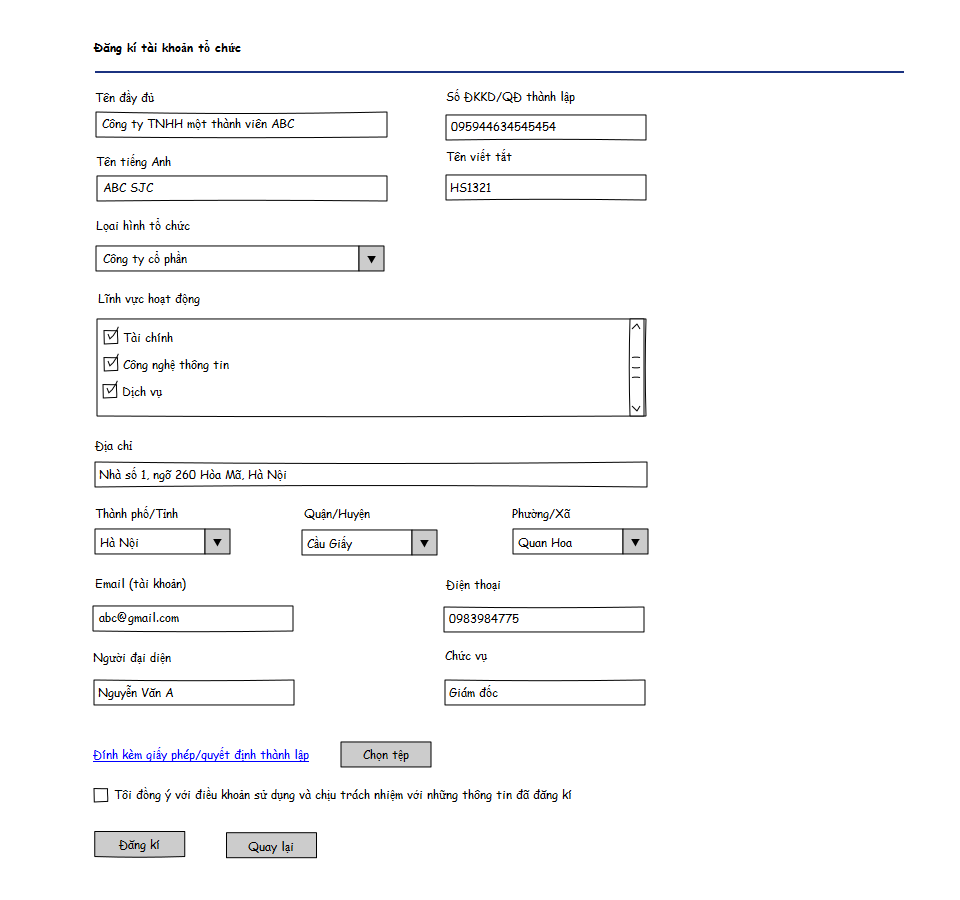 Đăng kí tài khoản tổ chức
Tên đầy đủ
Số ĐKKD/QĐ thành lập
Công ty TNHH một thành viên ABC
095944634545454
Tên tiếng Anh
Tên viết tắt
ABC SJC
HS1321
Loại hình tổ chức
Công ty cổ phần
Lĩnh vực hoạt động
Tài chính
Công nghệ thông tin
Dịch vụ
Địa chỉ
Nhà số 1, ngõ 260 Hòa Mã, Hà Nội
Thành phố/Tỉnh
Quận/Huyện
Phường/Xã
Hà Nội
Cầu Giấy
Quan Hoa
Email (tài khoản)
Điện thoại
abc@gmail.com
0983984775
Người đại diện
Chức vụ
Nguyễn Văn A
Giám đốc
Đính kèm giấy phép/quyết định thành lập
Chọn tệp
Tôi đồng ý với điều khoản sử dụng và chịu trách nhiệm với những thông tin đã đăng kí
Đăng kí
Quay lại